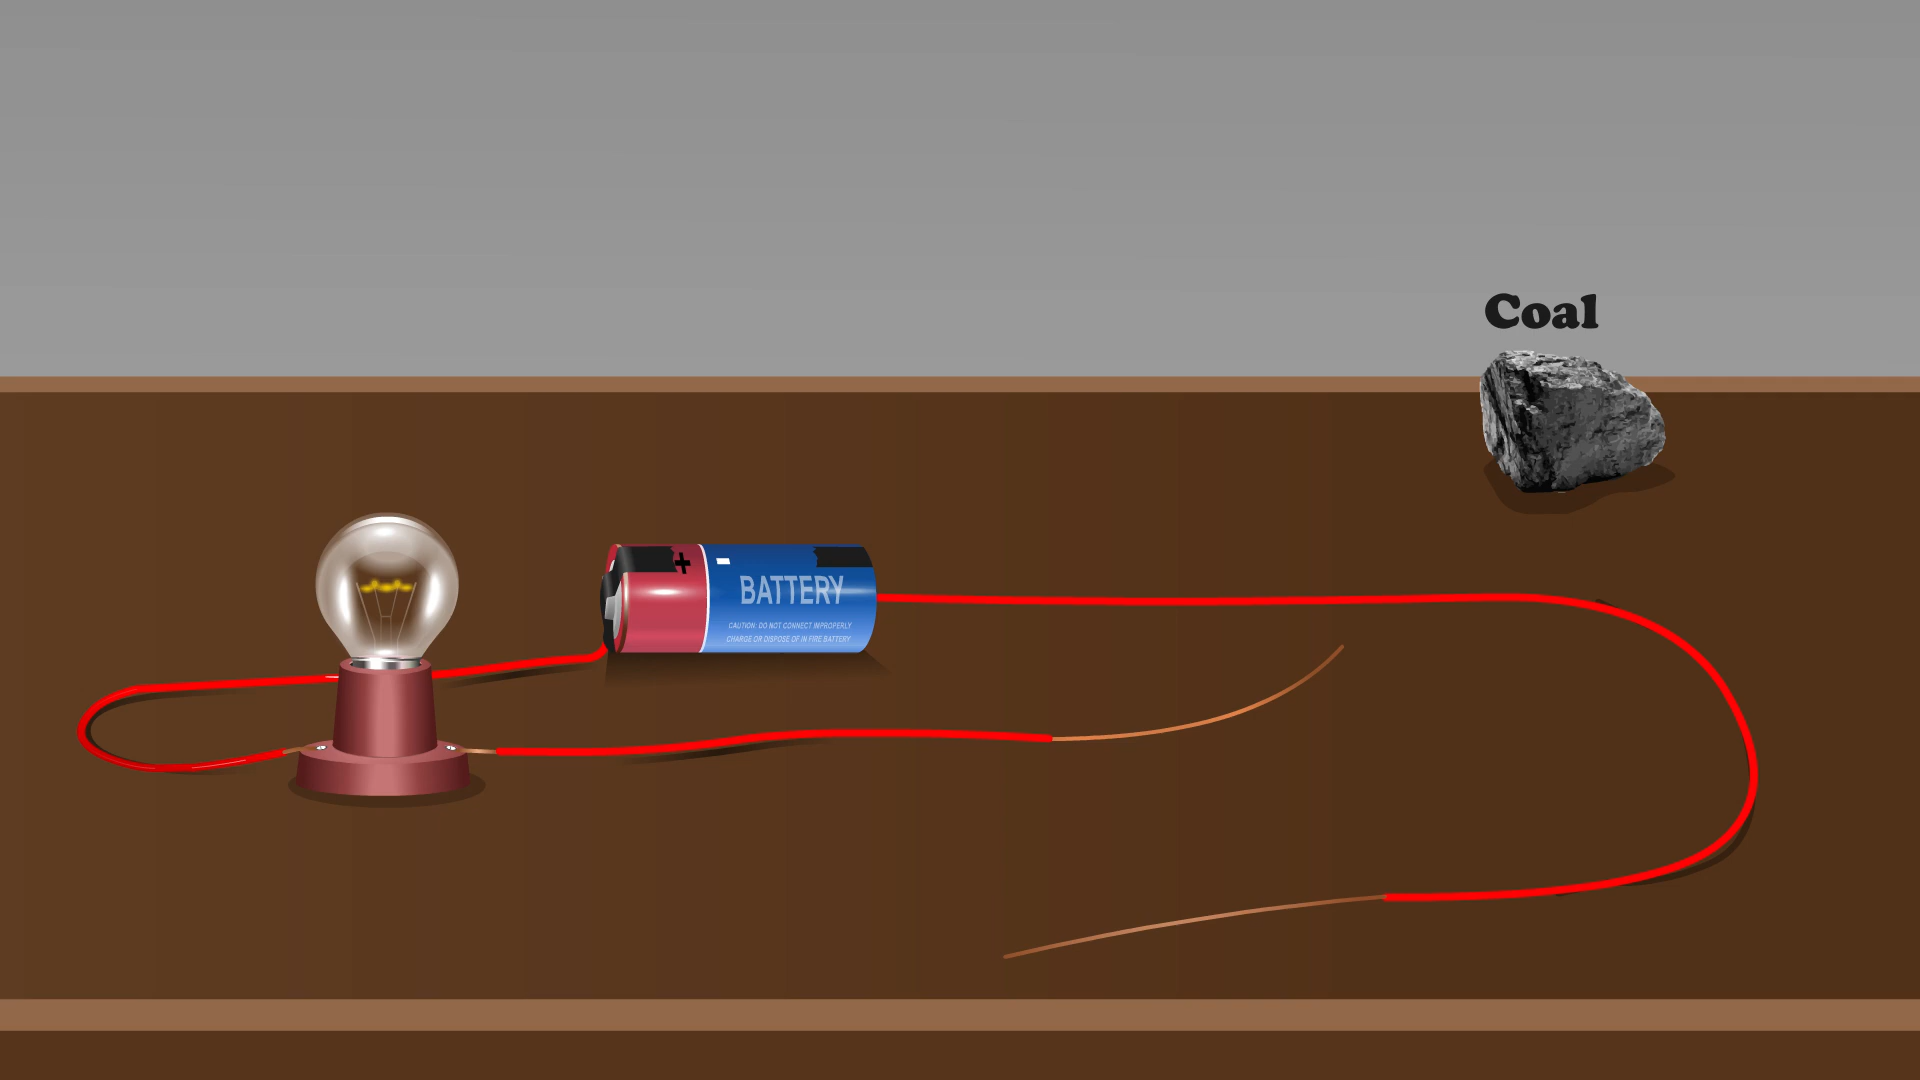 Coal
+ -
BATTERY
CAUTION: DO NOT CONNECT IMPROPERLY
CHARGE OR DISPOSE OF IN FIRE BATTERY